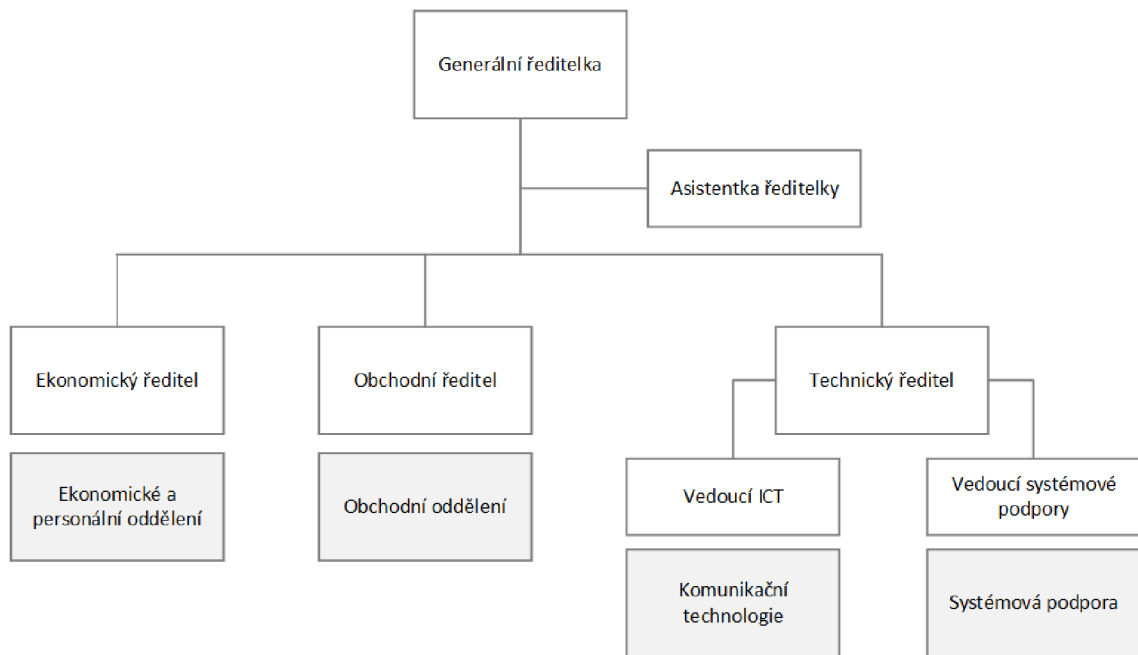 Generální ředitelka
Asistentka ředitelky
Ekonomický ředitel
Obchodní ředitel
Technický ředitel
Ekonomické a
personální oddělení
Obchodní oddělení
Vedoucí ICT
Vedoucí systémové
podpory
Komunikační
technologie
Systémová podpora